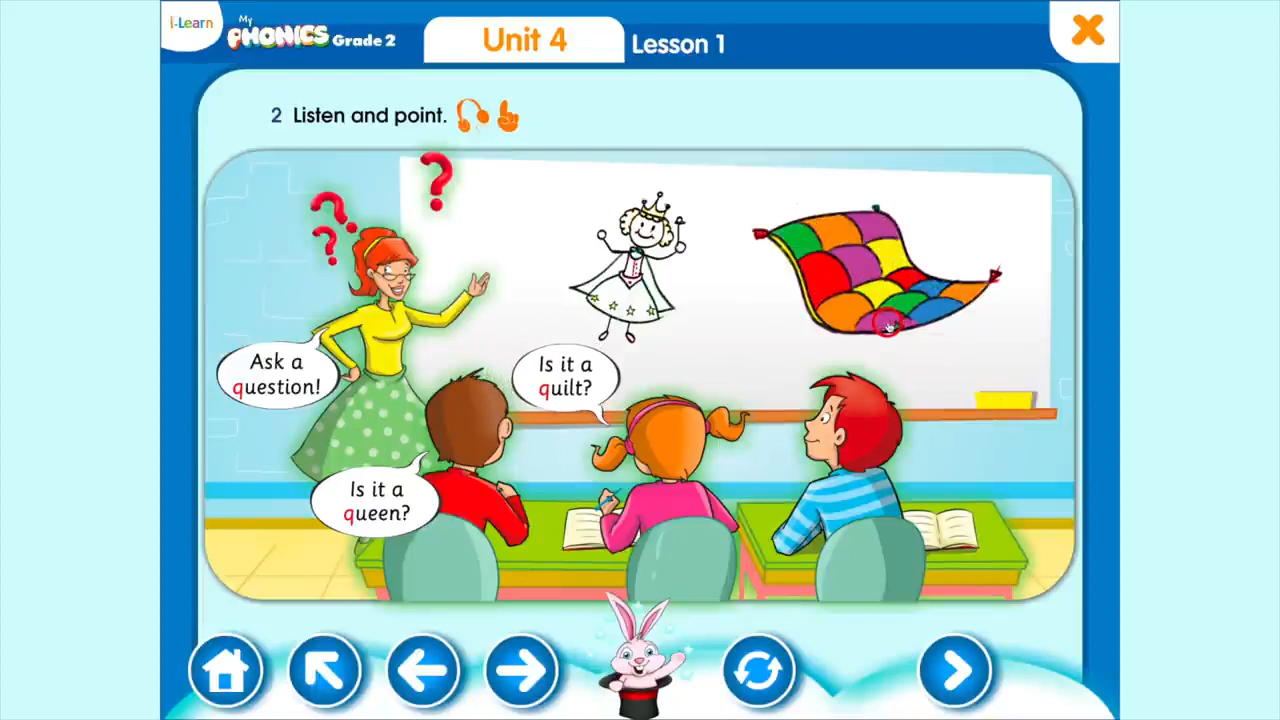 i-Learn
My
PHONICS Grade 2
Unit 4
Lesson 1
2 Listen and point.
? ? ?
Ask a
question!
Is it a
quilt?
Is it a
queen?